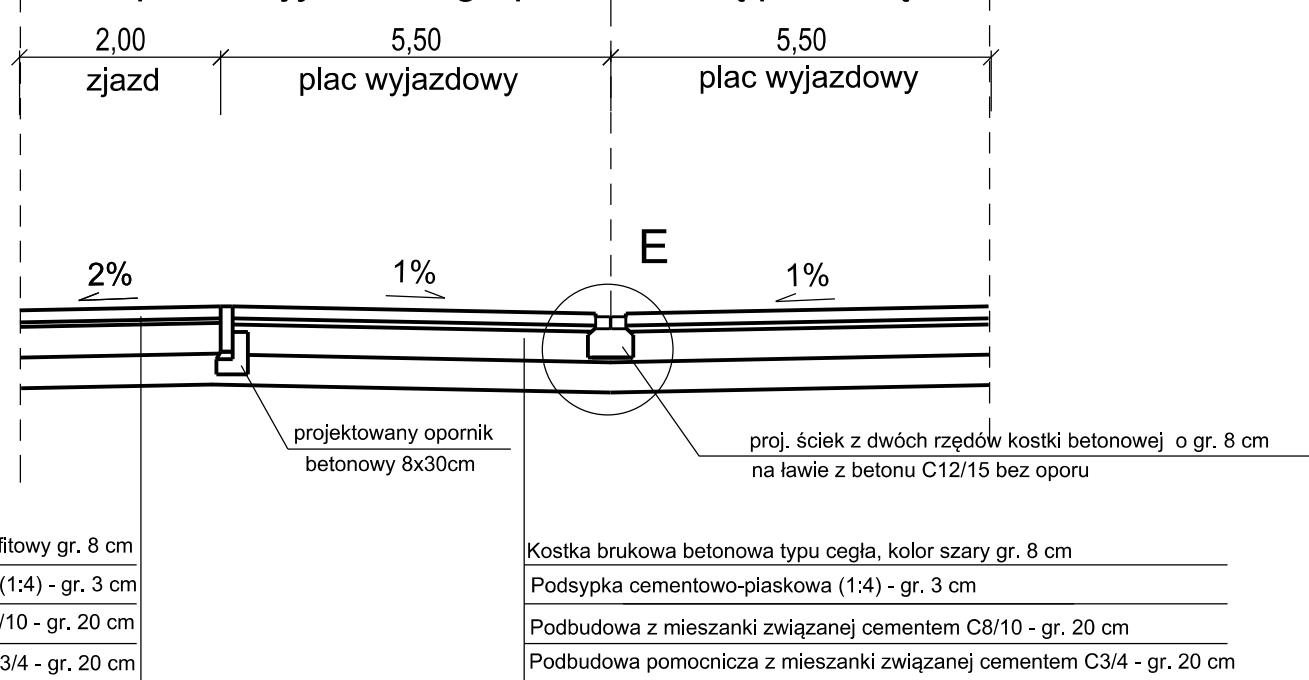 2,00 5,50 5,50
zjazd plac wyjazdowy plac wyjazdowy
E
2% 1% 1%
projektowany opornik
betonowy 8x30cm
proj. ściek z dwóch rzędów kostki betonowej o gr. 8 cm
na ławie z betonu C12/15 bez oporu
fitowy gr. 8 cm
(1:4) - gr. 3 cm
/10 - gr. 20 cm
3/4 - gr. 20 cm
Kostka brukowa betonowa typu cegła, kolor szary gr. 8 cm
Podsypka cementowo-piaskowa (1:4) - gr. 3 cm
Podbudowa z mieszanki związanej cementem C8/10 - gr. 20 cm
Podbudowa pomocnicza z mieszanki związanej cementem C3/4 - gr. 20 cm